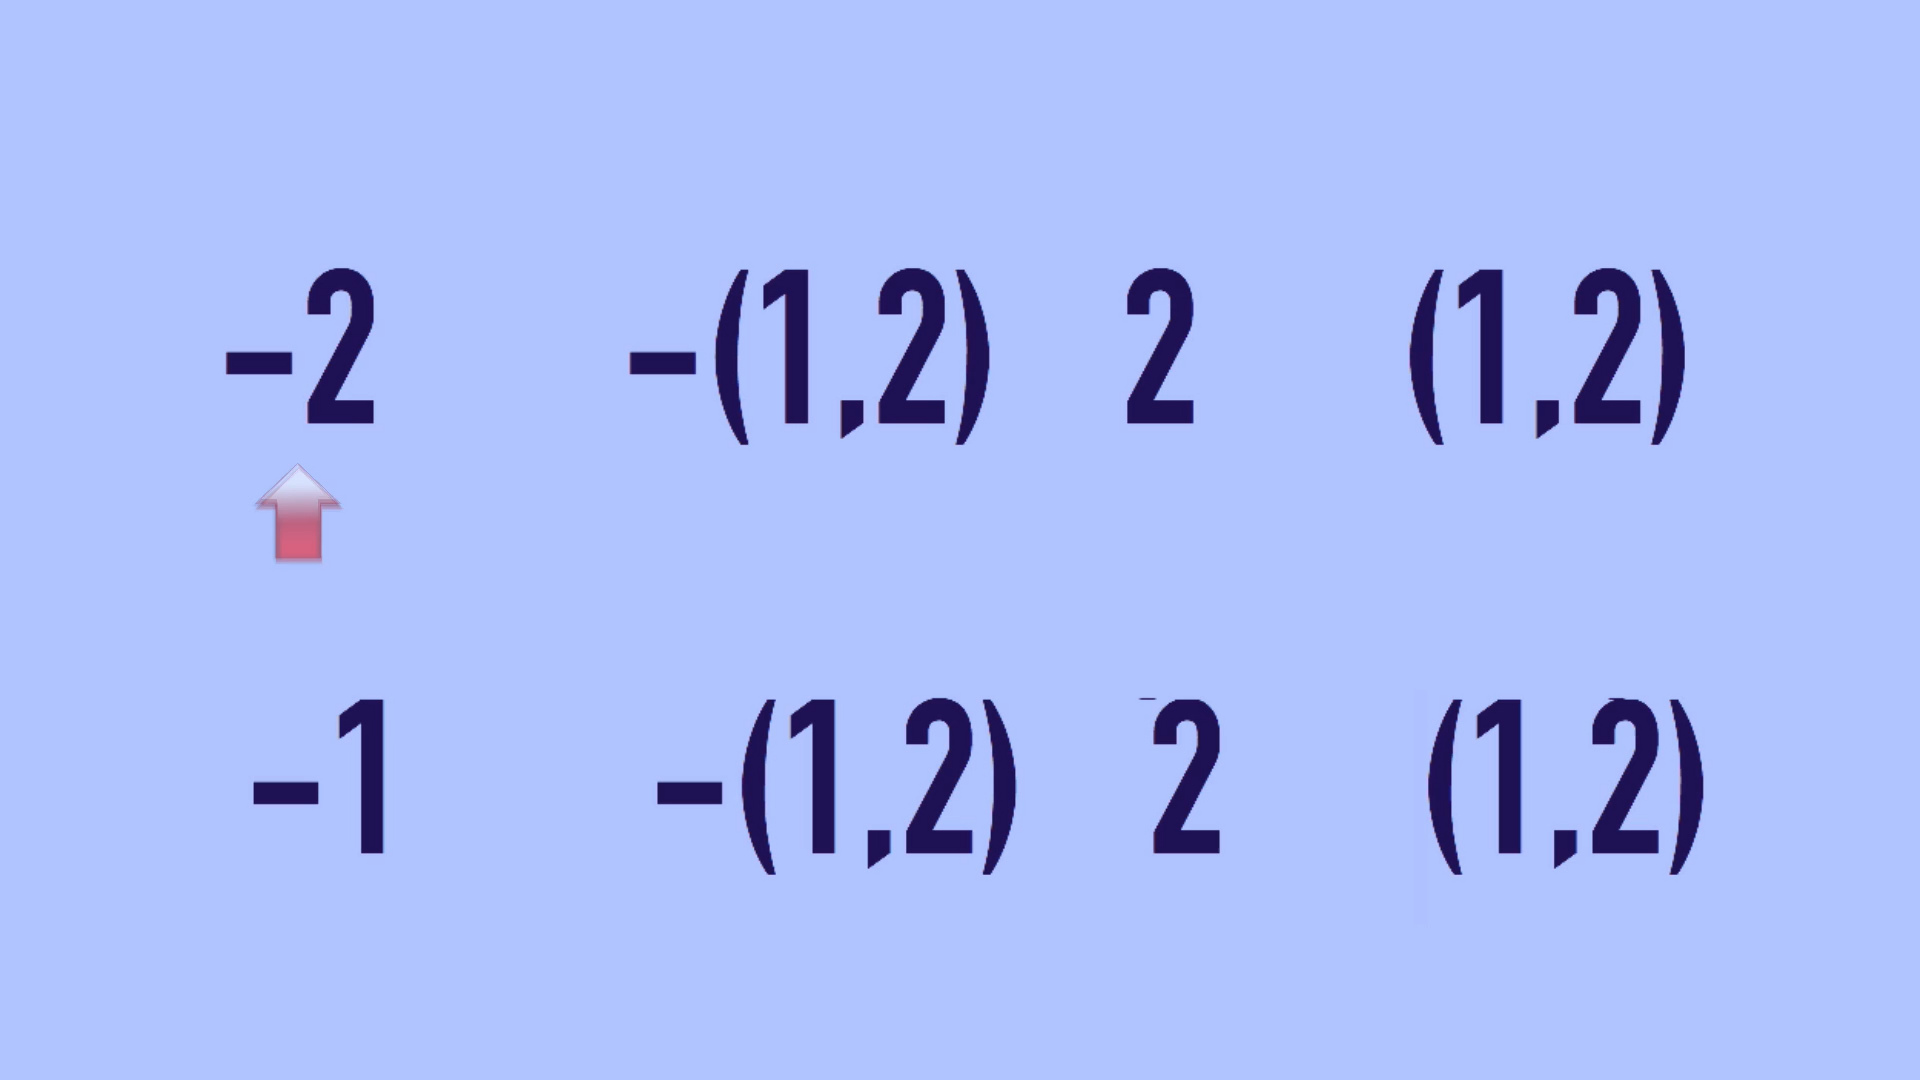 –2 –(1,2) 2 (1,2)
–1 –(1,2) 2 (1,2)